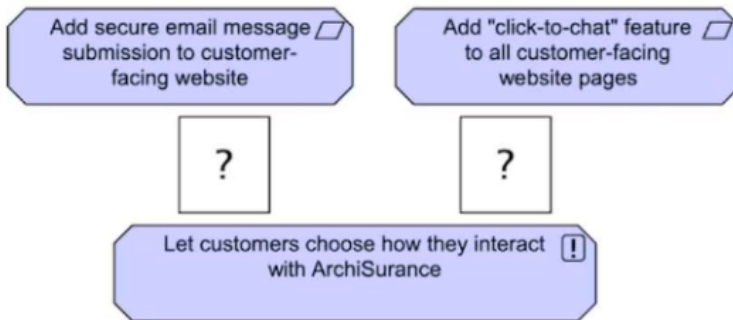 Add secure email message
submission to customer-
facing website
Add "click-to-chat" feature
to all customer-facing
website pages
?
?
Let customers choose how they interact
!
with ArchiSurance